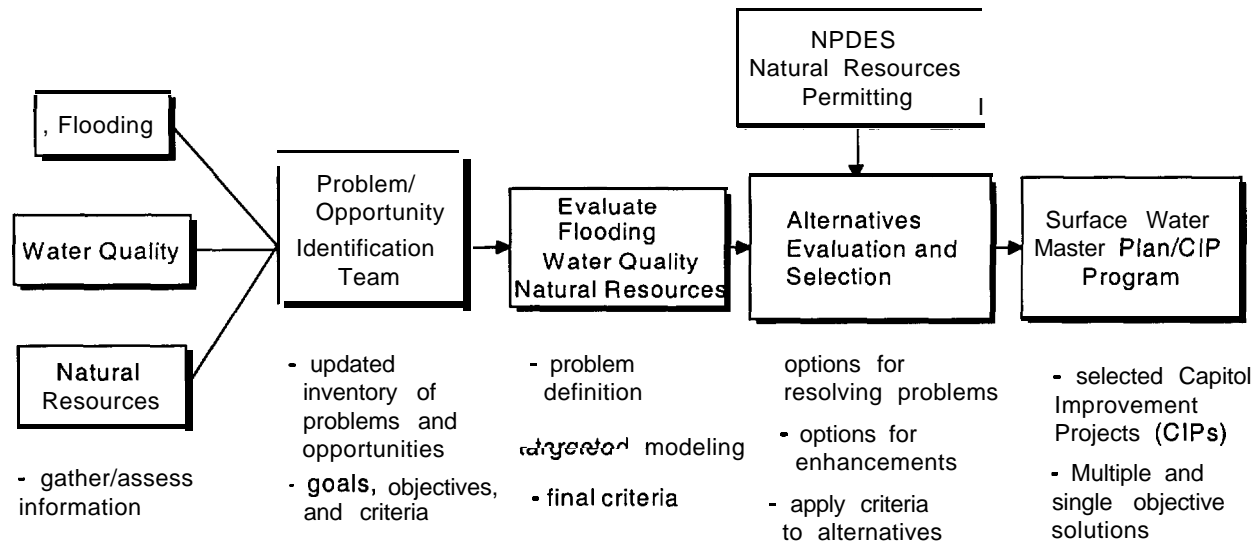 NPDES
Natural Resources
Permitting
, Flooding
Water Quality
Natural
Resources
- gather/assess
information
Problem/
Opportunity
Identification
Team
- updated
inventory of
problems and
opportunities
- goals, objectives,
and criteria
Evaluate
Flooding
Water Quality
Natural Resources
- problem
definition
targeted modeling
- final criteria
Alternatives
Evaluation and
Selection
options for
resolving problems
- options for
enhancements
- apply criteria
to alternatives
Surface Water
Master Plan/CIP
Program
- selected Capitol
Improvement
Projects (CIPs)
- Multiple and
single objective
solutions